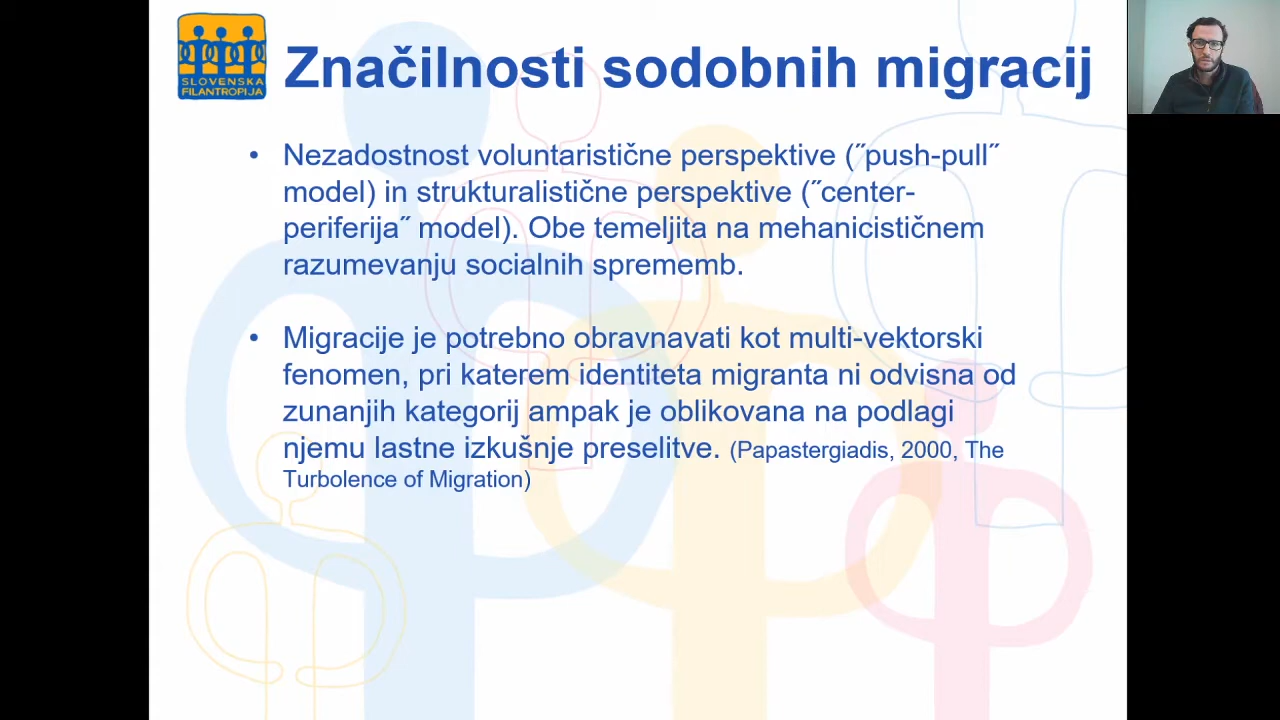 SLOVENSKA
FILANTROPIJA
Značilnosti sodobnih migracij
• Nezadostnost voluntaristične perspektive (˝push-pull˝
model) in strukturalistične perspektive (˝center-
periferija˝ model). Obe temeljita na mehanicističnem
razumevanju socialnih sprememb.
• Migracije je potrebno obravnavati kot multi-vektorski
fenomen, pri katerem identiteta migranta ni odvisna od
zunanjih kategorij ampak je oblikovana na podlagi
njemu lastne izkušnje preselitve. (Papastergiadis, 2000, The
Turbolence of Migration)